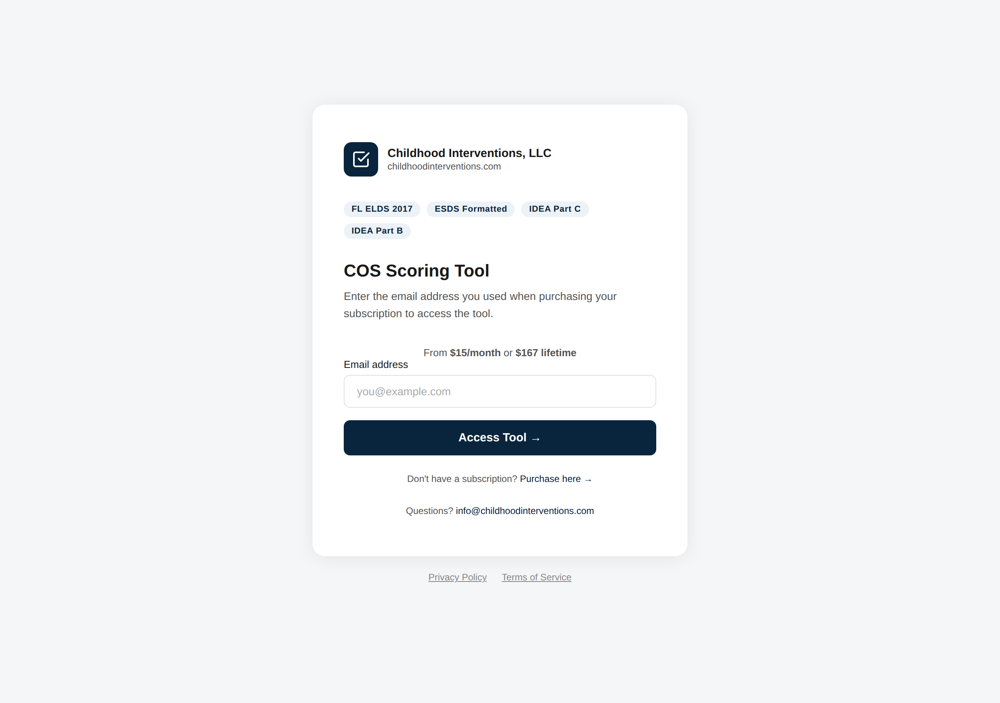 Childhood Interventions, LLC
childhoodinterventions.com
FL ELDS 2017 ESDS Formatted IDEA Part C
IDEA Part B
COS Scoring Tool
Enter the email address you used when purchasing your
subscription to access the tool.
From $15/month or $167 lifetime
Email address
you@example.com
Access Tool →
Don't have a subscription? Purchase here →
Questions? info@childhoodinterventions.com
Privacy Policy Terms of Service